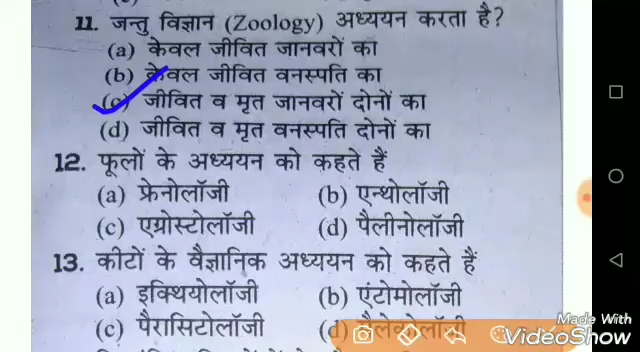 11. जन्तु विज्ञान (Zoology) अध्ययन करता है?
(a) केवल जीवित जानवरों का
(b) केवल जीवित वनस्पति का
(c) जीवित व मृत जानवरों दोनों का
(d) जीवित व मृत वनस्पति दोनों का
12. फूलों के अध्ययन को कहते हैं
(a) फ्रेनोलॉजी (b) एन्थोलॉजी
(c) एग्रोस्टोलॉजी (d) पैलीनोलॉजी
13. कीटों के वैज्ञानिक अध्ययन को कहते हैं
(a) इक्थियोलॉजी (b) एंटोमोलॉजी
(c) पैरासिटोलॉजी (d)
Made With
VideoShow